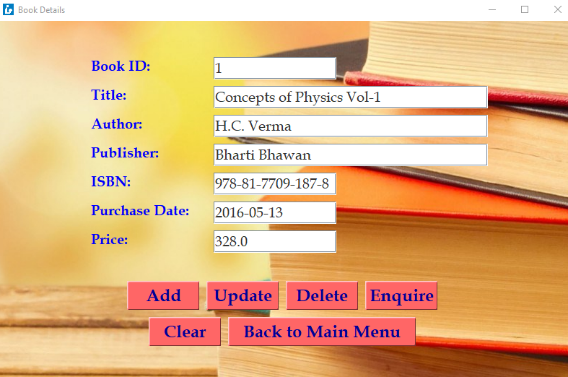 Book Details
Book ID: 1
Title: Concepts of Physics Vol-1
Author: H.C. Verma
Publisher: Bharti Bhawan
ISBN: 978-81-7709-187-8
Purchase Date: 2016-05-13
Price: 328.0
Add Update Delete Enquire
Clear Back to Main Menu